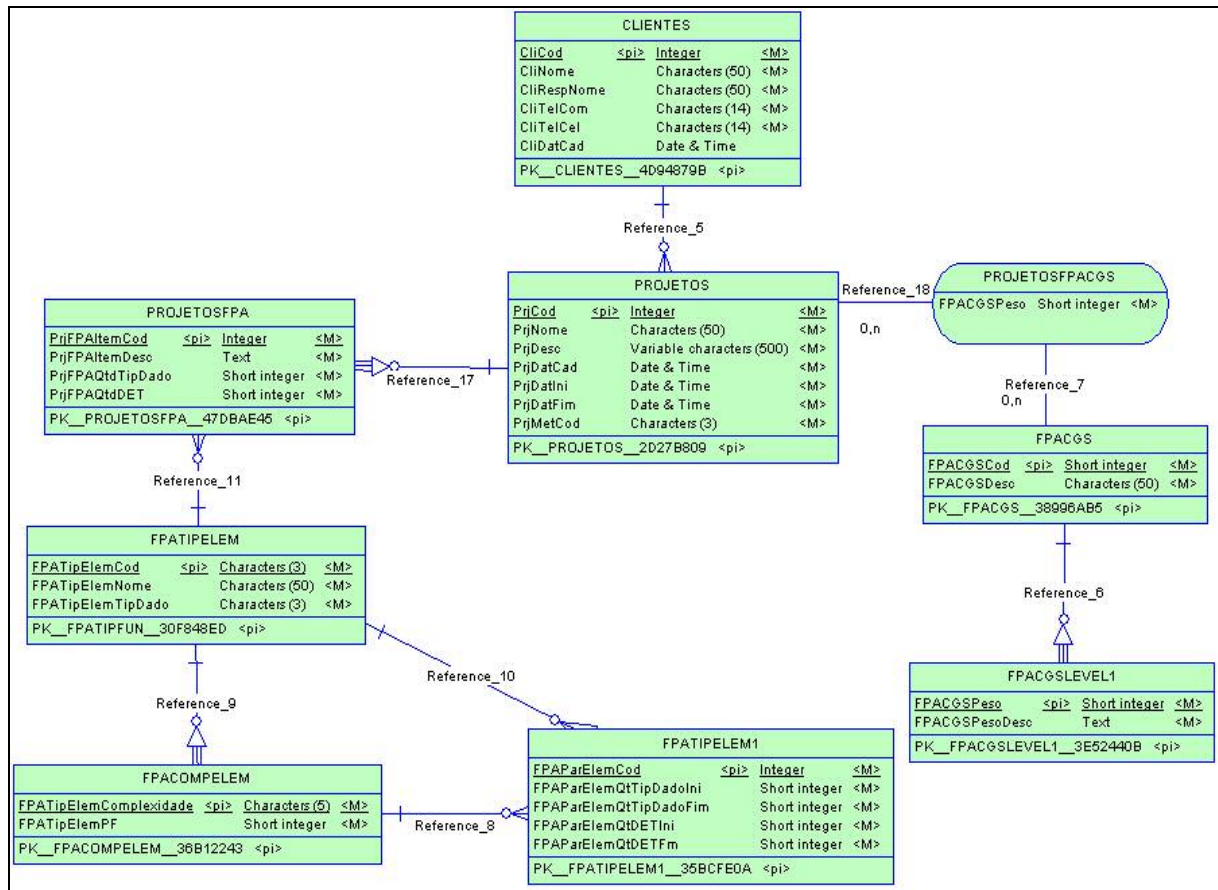 CLIENTES
CliCod <pi> Integer <M>
CliNome Characters (50) <M>
CliRespNome Characters (50) <M>
CliTelCom Characters (14) <M>
CliTelCel Characters (14) <M>
CliDatCad Date & Time
PK__CLIENTES__4D94879B <pi>
Reference_5
PROJETOS
PrjCod <pi> Integer <M>
PrjNome Characters (50) <M>
PrjDesc Variable characters (500) <M>
PrjDatCad Date & Time <M>
PrjDatIni Date & Time <M>
PrjDatFim Date & Time <M>
PrjMetCod Characters (3) <M>
PK__PROJETOS__2D27B809 <pi>
Reference_18
0,n
PROJETOSFPACGS
FPACGSPeso Short integer <M>
PROJETOSFPA
PrjFPAItemCod <pi> Integer <M>
PrjFPAItemDesc Text <M>
PrjFPAQtdTipDado Short integer <M>
PrjFPAQtdDET Short integer <M>
PK__PROJETOSFPA__47DBAE45 <pi>
Reference_17
Reference_7
0,n
FPACGS
FPACGSCod <pi> Short integer <M>
FPACGSDesc Characters (50) <M>
PK__FPACGS__38996AB5 <pi>
Reference_11
FPATIPELEM
FPATipElemCod <pi> Characters (3) <M>
FPATipElemNome Characters (50) <M>
FPATipElemTipDado Characters (3) <M>
PK__FPATIPFUN__30F848ED <pi>
Reference_6
Reference_10
Reference_9
FPACGSLEVEL1
FPACGSPeso <pi> Short integer <M>
FPACGSPesoDesc Text <M>
PK__FPACGSLEVEL1__3E52440B <pi>
FPATIPELEM1
FPAParElemCod <pi> Integer <M>
FPAParElemQtTipDadoIni Short integer <M>
FPAParElemQtTipDadoFim Short integer <M>
FPAParElemQtDETIni Short integer <M>
FPAParElemQtDETFm Short integer <M>
PK__FPATIPELEM1__35BCFE0A <pi>
FPACOMPELEM
FPATipElemComplexidade <pi> Characters (5) <M>
FPATipElemPF Short integer <M>
PK__FPACOMPELEM__36B12243 <pi>
Reference_8